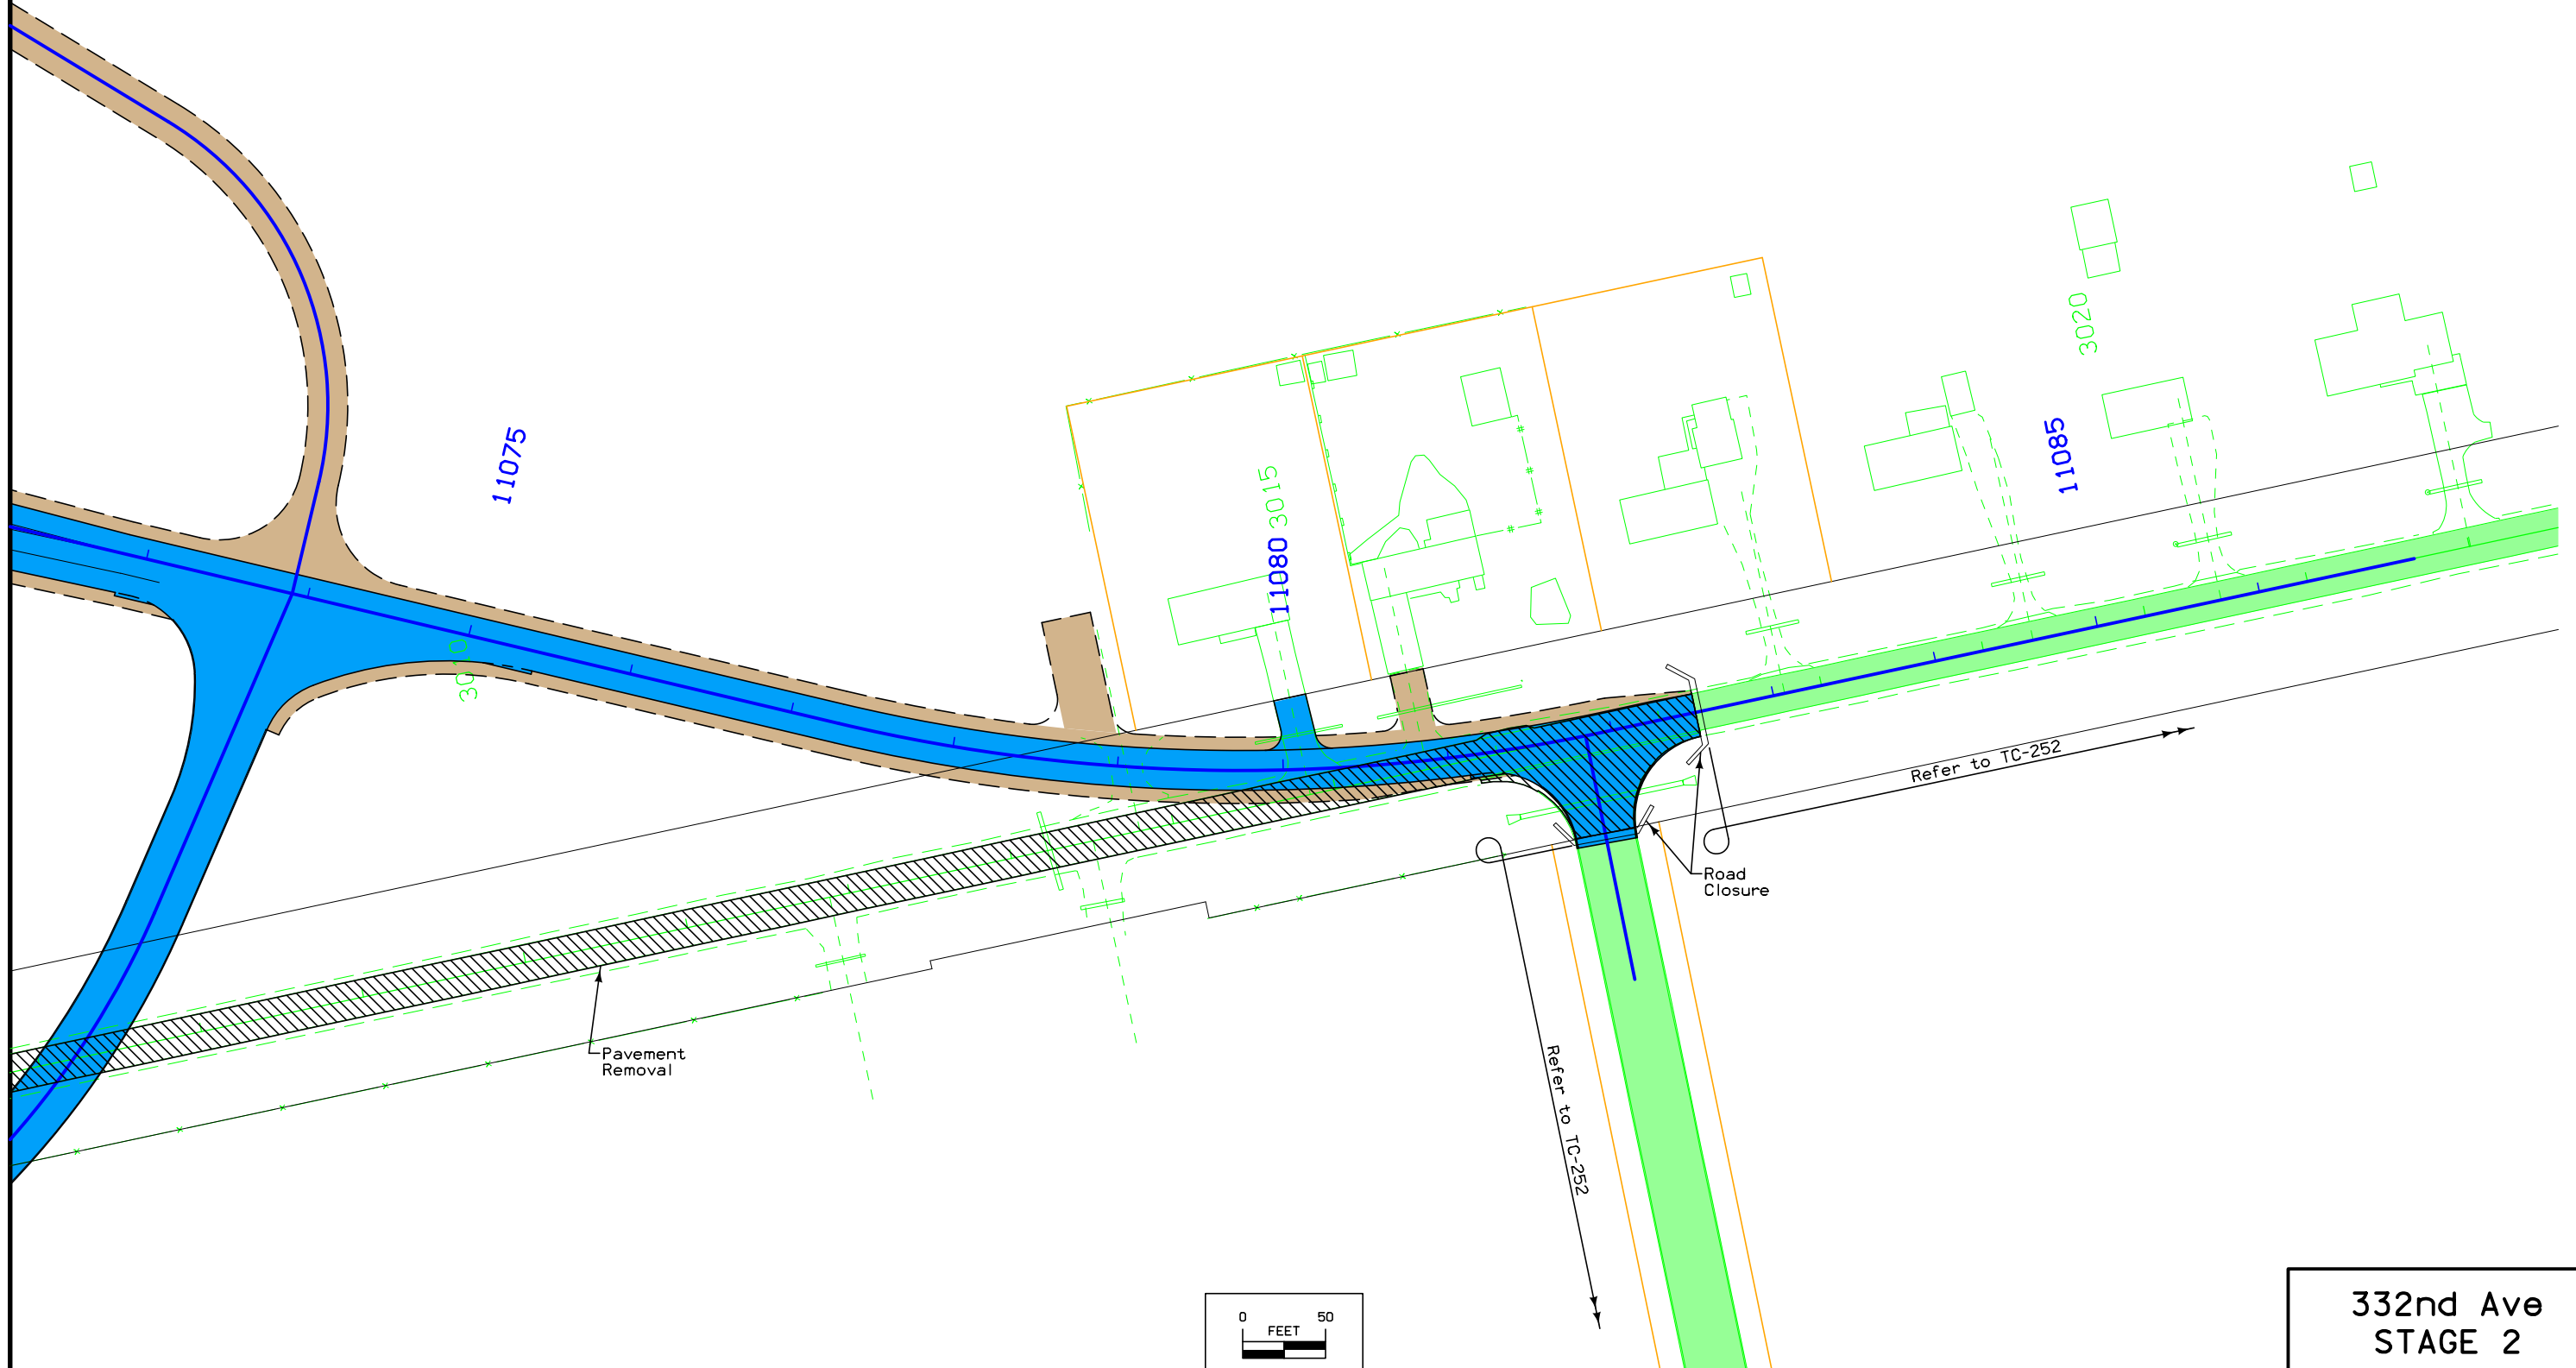 11075
3010
11080 3015
3020
11085
Refer to TC-252
Road
Closure
Pavement
Removal
Refer to TC-252
0 50
FEET
332nd Ave
STAGE 2